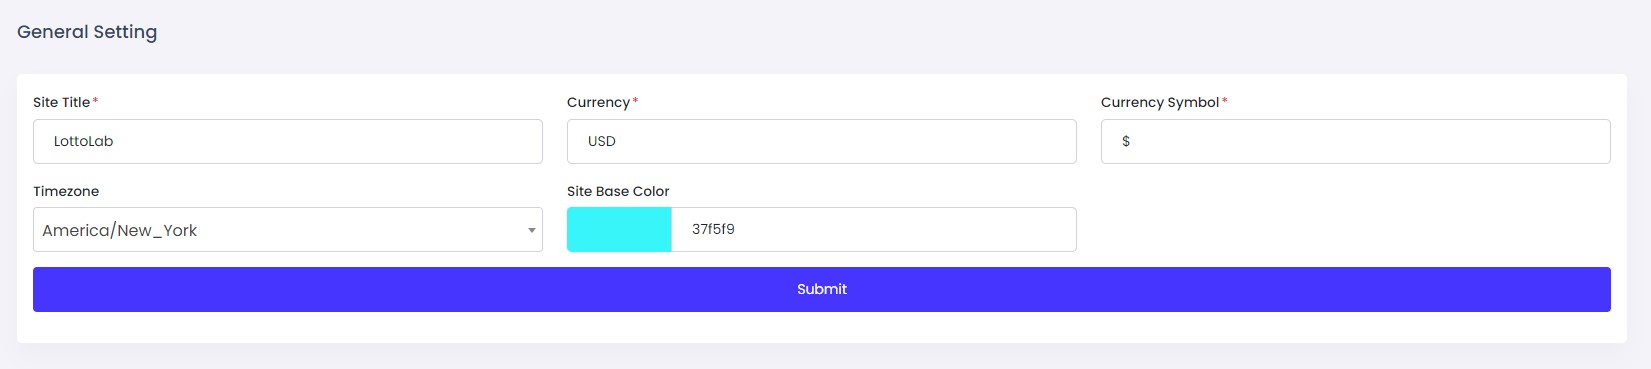 General Setting
Site Title*
Currency*
Currency Symbol*
LottoLab
USD
$
Timezone
Site Base Color
America/New_York
37f5f9
Submit